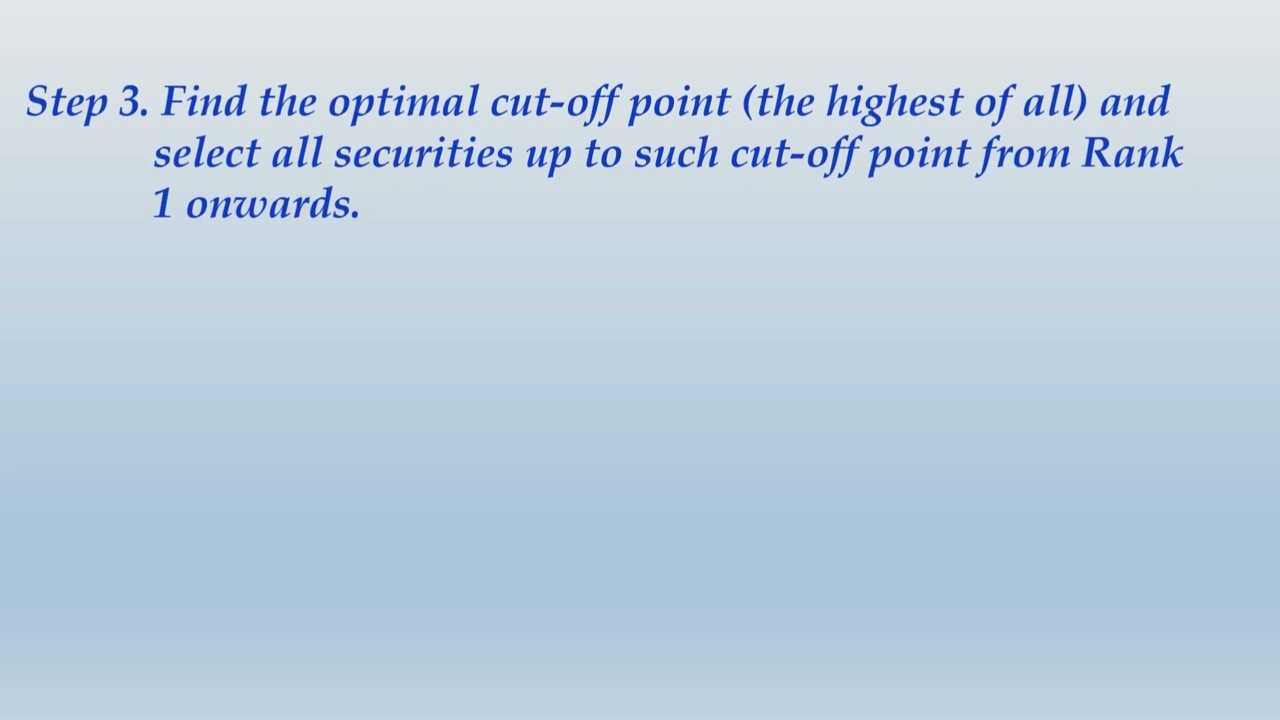 Step 3. Find the optimal cut-off point (the highest of all) and
select all securities up to such cut-off point from Rank
1 onwards.